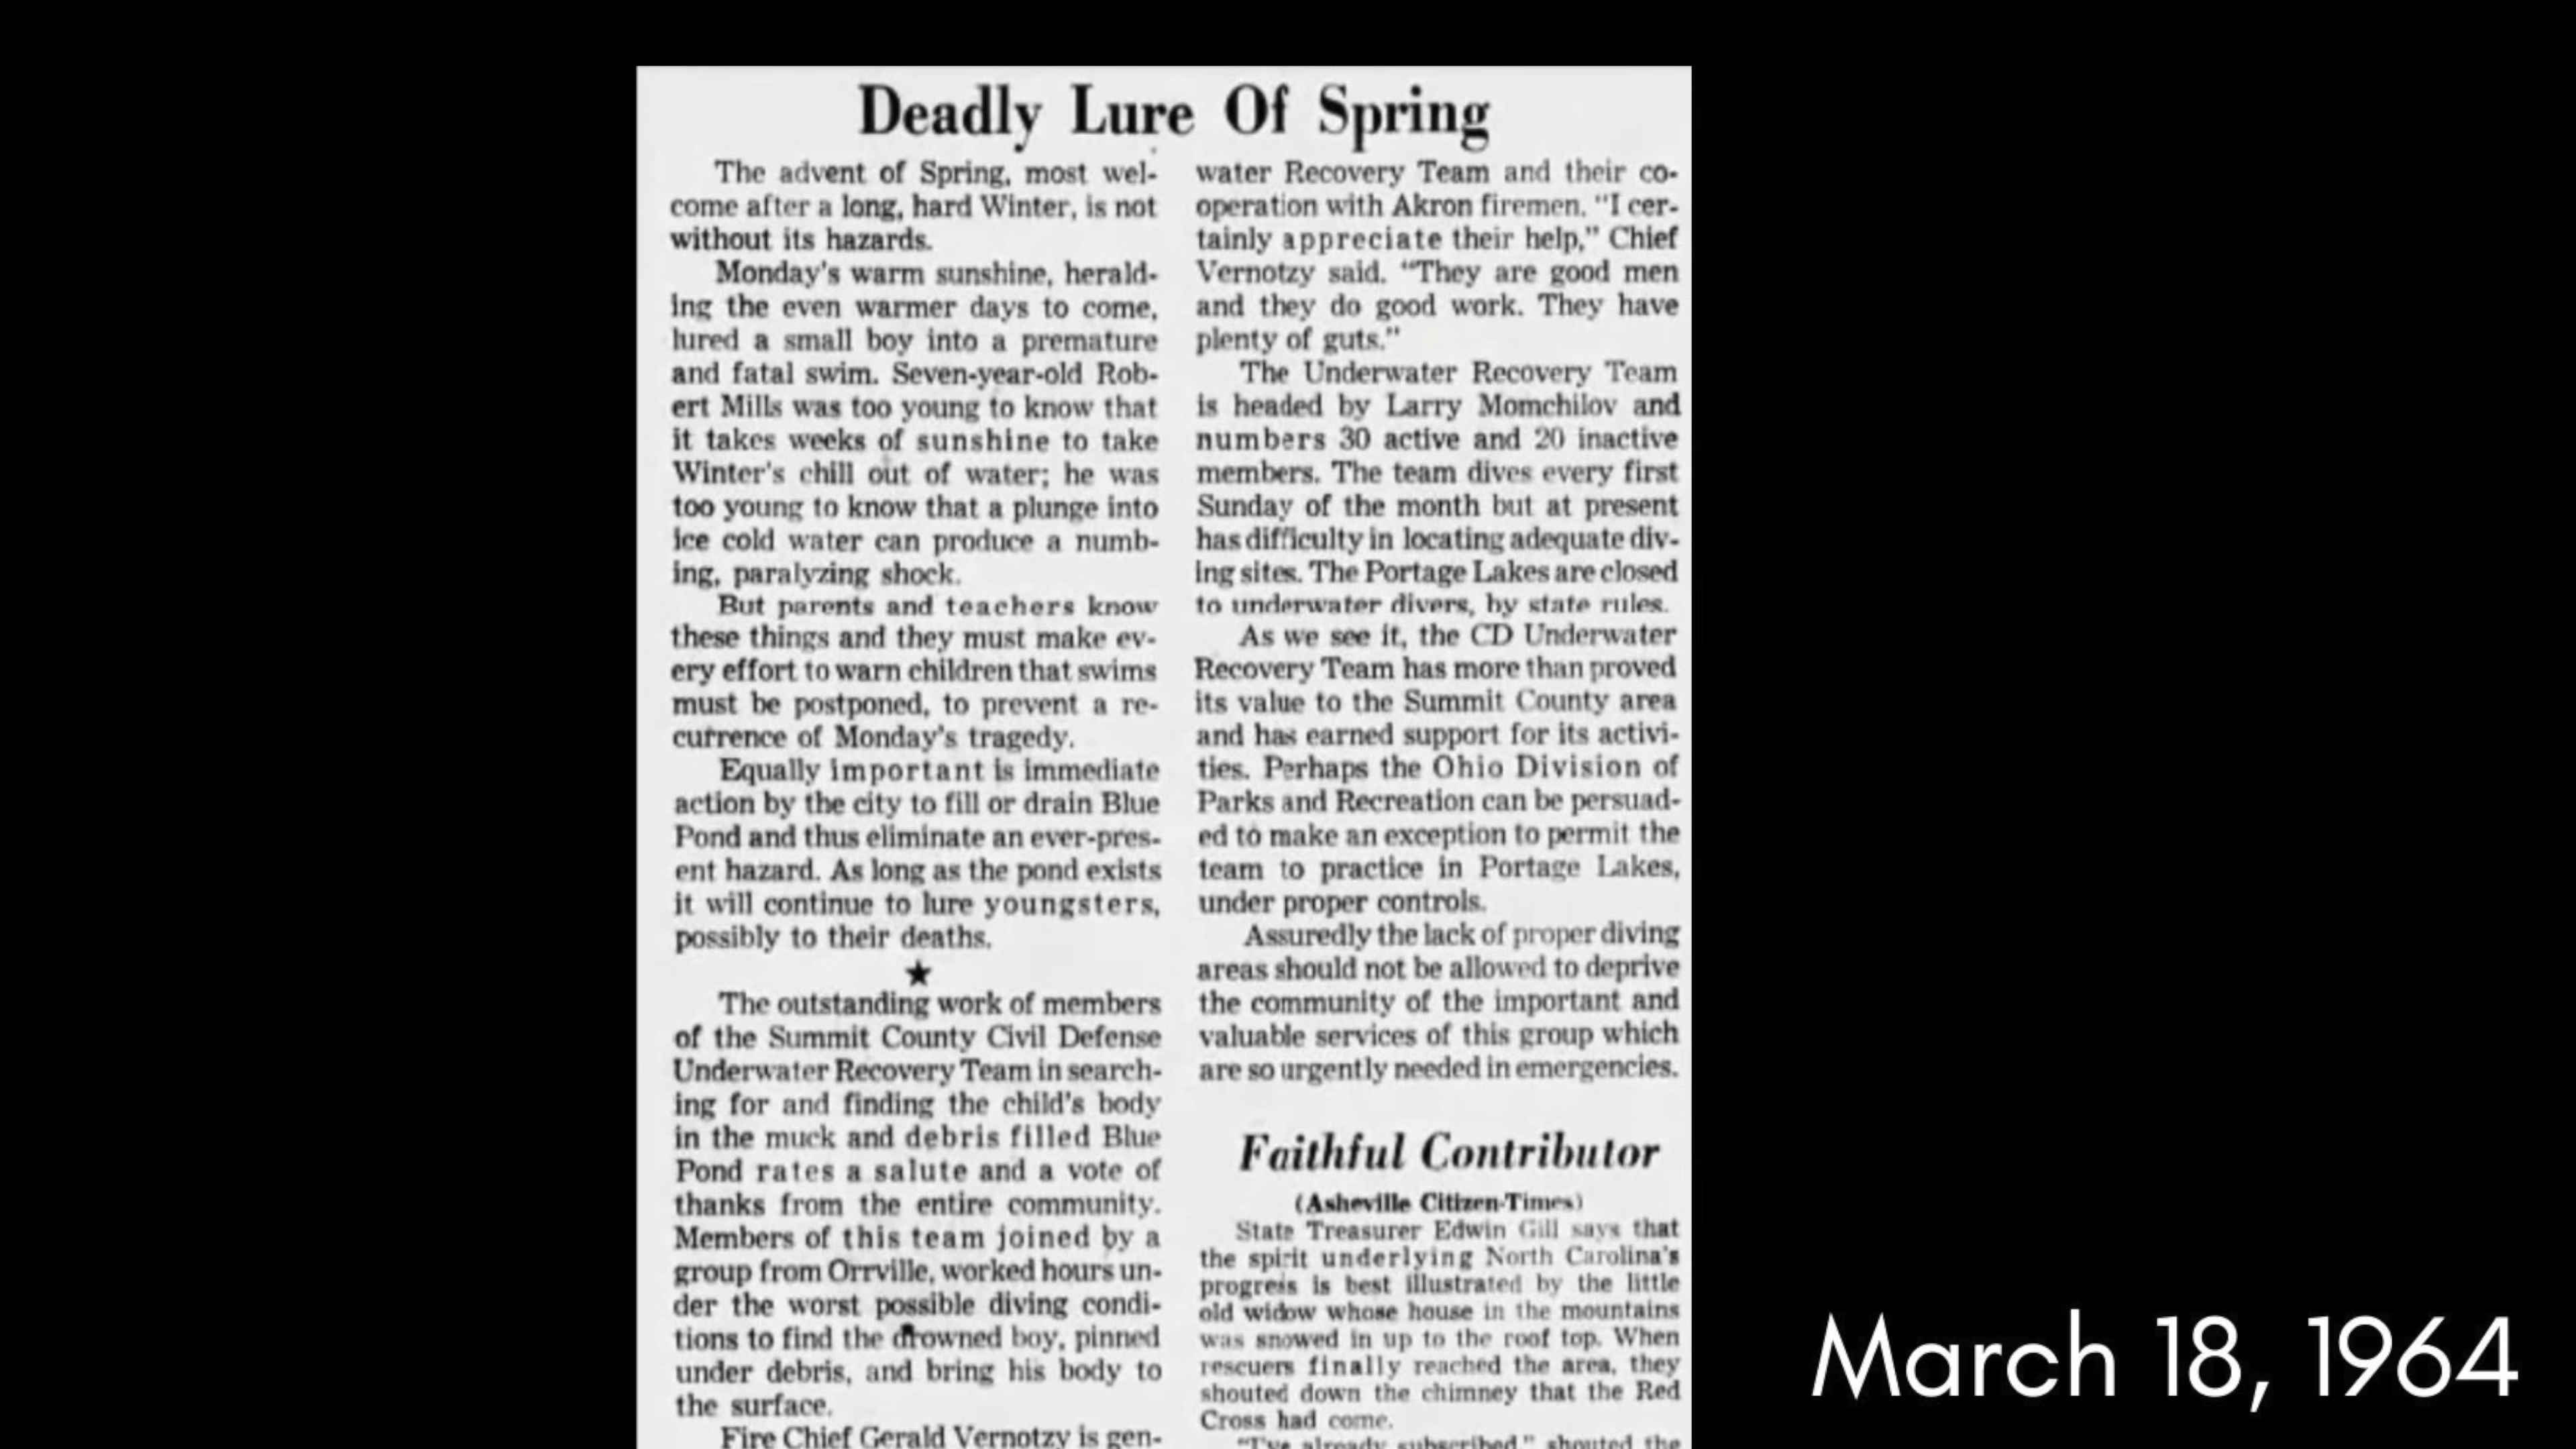 Deadly Lure Of Spring
The advent of Spring, most wel-
come after a long, hard Winter, is not
without its hazards.
Monday's warm sunshine, herald-
ing the even warmer days to come,
lured a small boy into a premature
and fatal swim. Seven-year-old Rob-
ert Mills was too young to know that
it takes weeks of sunshine to take
Winter's chill out of water; he was
too young to know that a plunge into
ice cold water can produce a numb-
ing, paralyzing shock.
But parents and teachers know
these things and they must make ev-
ery effort to warn children that swims
must be postponed, to prevent a re-
currence of Monday's tragedy.
Equally important is immediate
action by the city to fill or drain Blue
Pond and thus eliminate an ever-pres-
ent hazard. As long as the pond exists
it will continue to lure youngsters,
possibly to their deaths.
★
The outstanding work of members
of the Summit County Civil Defense
Underwater Recovery Team in search-
ing for and finding the child's body
in the muck and debris filled Blue
Pond rates a salute and a vote of
thanks from the entire community.
Members of this team joined by a
group from Orrville, worked hours un-
der the worst possible diving condi-
tions to find the drowned boy, pinned
under debris, and bring his body to
the surface.
Fire Chief Gerald Vernotzy is gen-
water Recovery Team and their co-
operation with Akron firemen. "I cer-
tainly appreciate their help," Chief
Vernotzy said. "They are good men
and they do good work. They have
plenty of guts."
The Underwater Recovery Team
is headed by Larry Momchilov and
numbers 30 active and 20 inactive
members. The team dives every first
Sunday of the month but at present
has difficulty in locating adequate div-
ing sites. The Portage Lakes are closed
to underwater divers, by state rules.
As we see it, the CD Underwater
Recovery Team has more than proved
its value to the Summit County area
and has earned support for its activi-
ties. Perhaps the Ohio Division of
Parks and Recreation can be persuad-
ed to make an exception to permit the
team to practice in Portage Lakes,
under proper controls.
Assuredly the lack of proper diving
areas should not be allowed to deprive
the community of the important and
valuable services of this group which
are so urgently needed in emergencies.
Faithful Contributor
(Asheville Citizen-Times)
State Treasurer Edwin Gill says that
the spirit underlying North Carolina's
progress is best illustrated by the little
old widow whose house in the mountains
was snowed in up to the roof top. When
rescuers finally reached the area, they
shouted down the chimney that the Red
Cross had come.
"I've already subscribed," shouted the
March 18, 1964